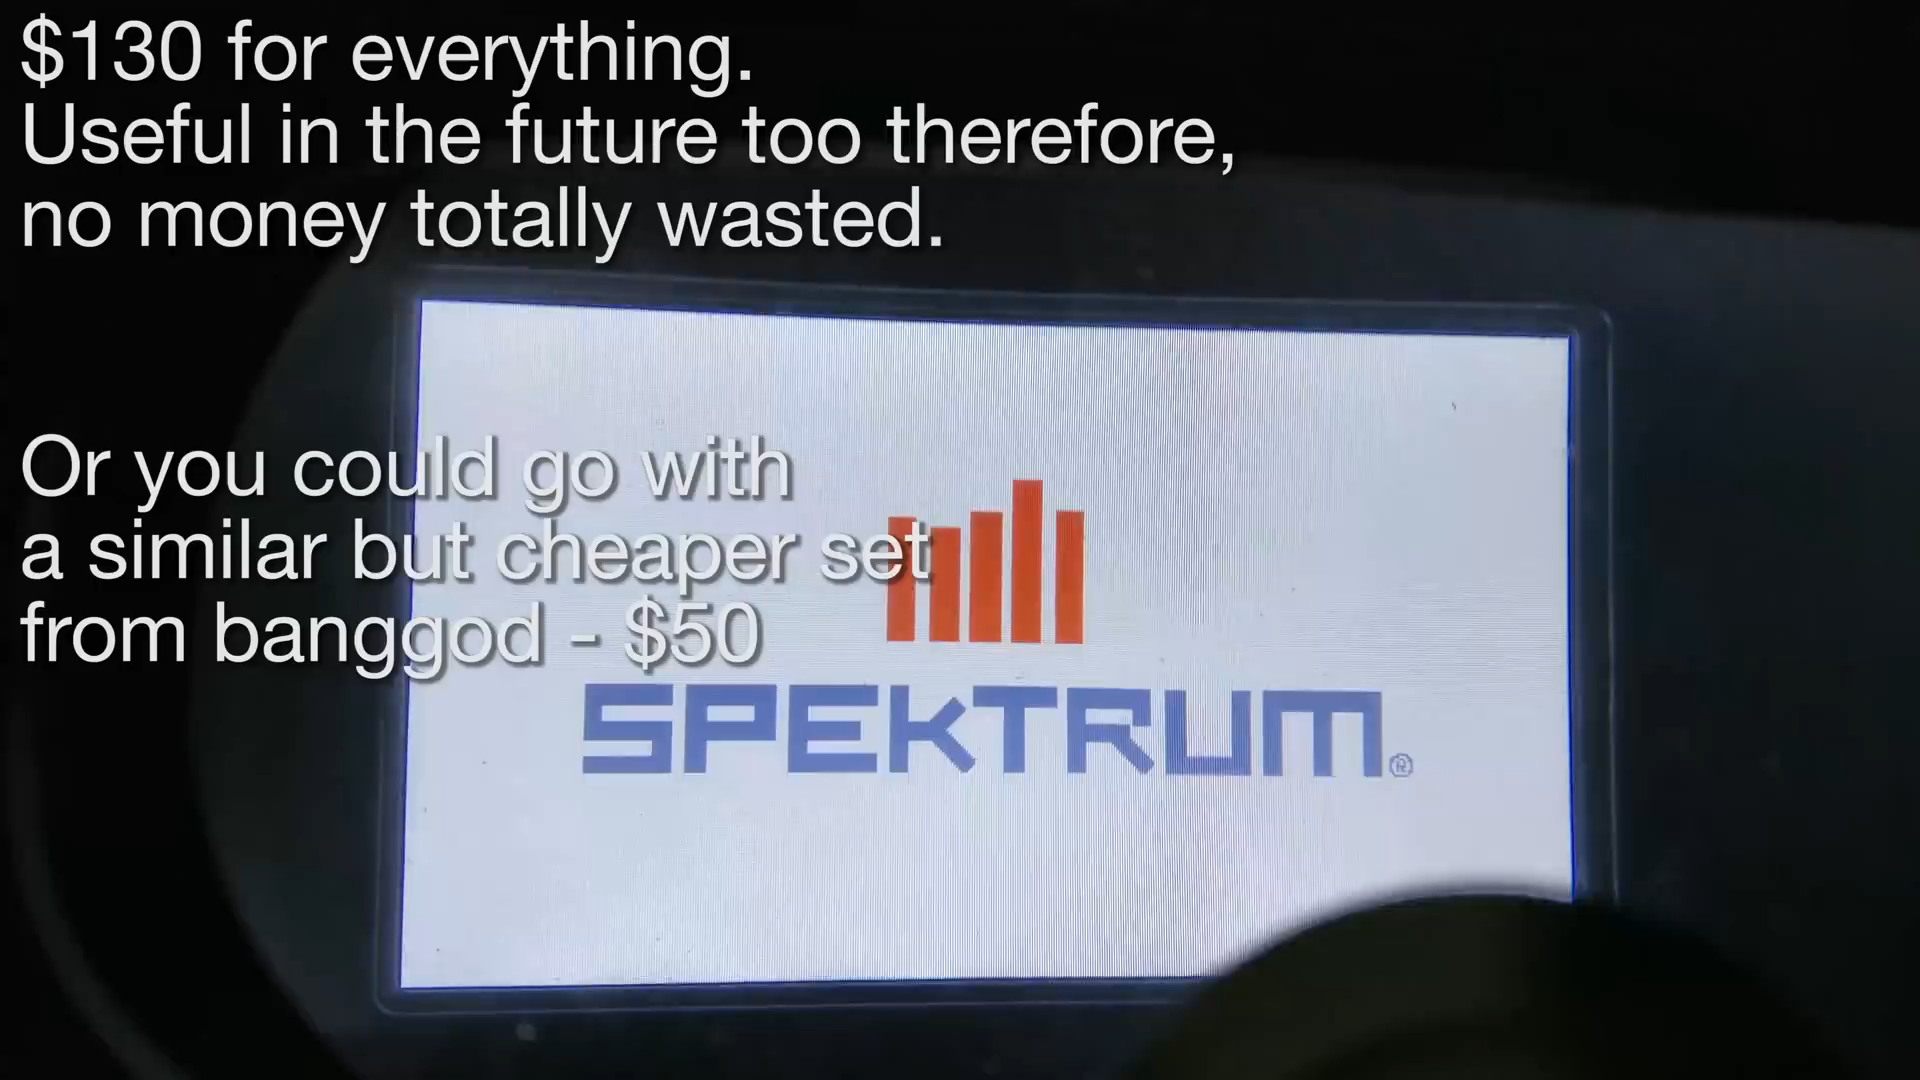 $130 for everything.
Useful in the future too therefore,
no money totally wasted.
Or you could go with
a similar but cheaper set
from banggod - $50
SPEKTRUM®